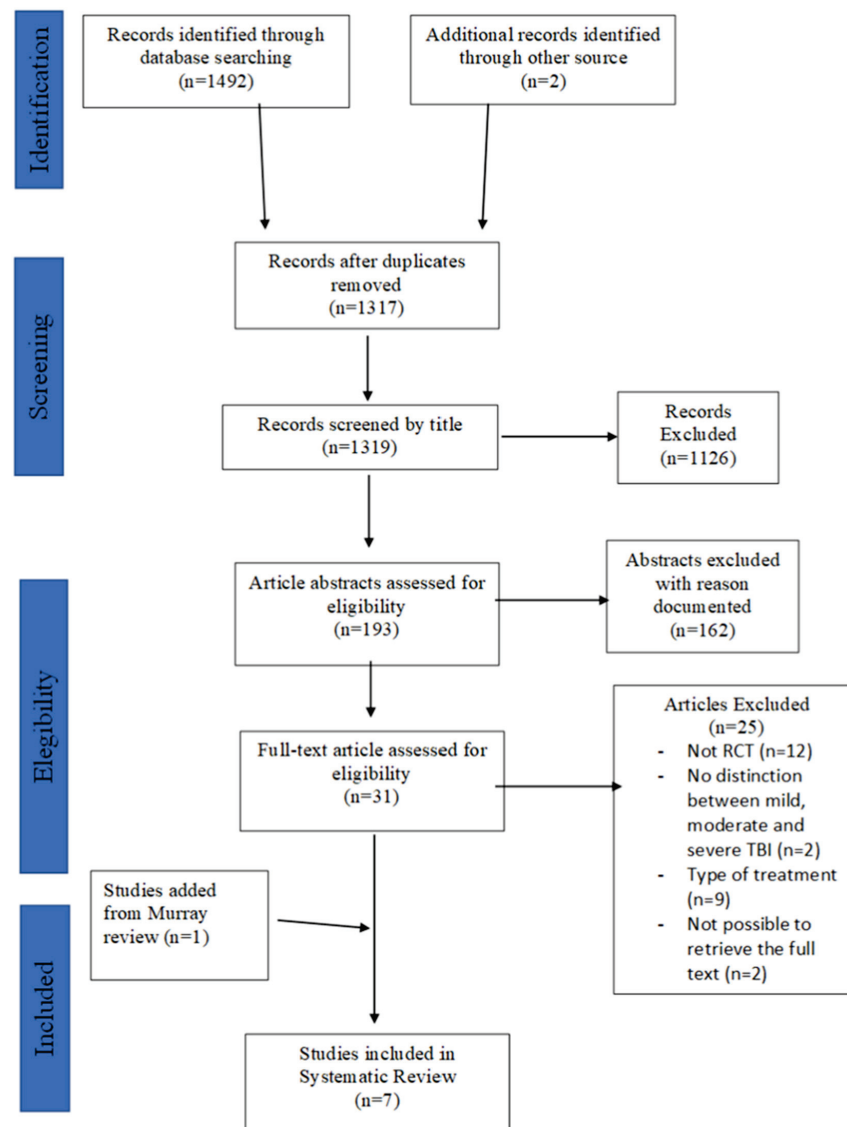 Identification
Records identified through
database searching
(n=1492)
Additional records identified
through other source
(n=2)
Screening
Records after duplicates
removed
(n=1317)
Records screened by title
(n=1319)
Records
Excluded
(n=1126)
Elegibility
Article abstracts assessed for
eligibility
(n=193)
Abstracts excluded
with reason
documented
(n=162)
Full-text article assessed for
eligibility
(n=31)
Articles Excluded
(n=25)
- Not RCT (n=12)
- No distinction
between mild,
moderate and
severe TBI (n=2)
- Type of treatment
(n=9)
- Not possible to
retrieve the full
text (n=2)
Included
Studies added
from Murray
review (n=1)
Studies included in
Systematic Review
(n=7)